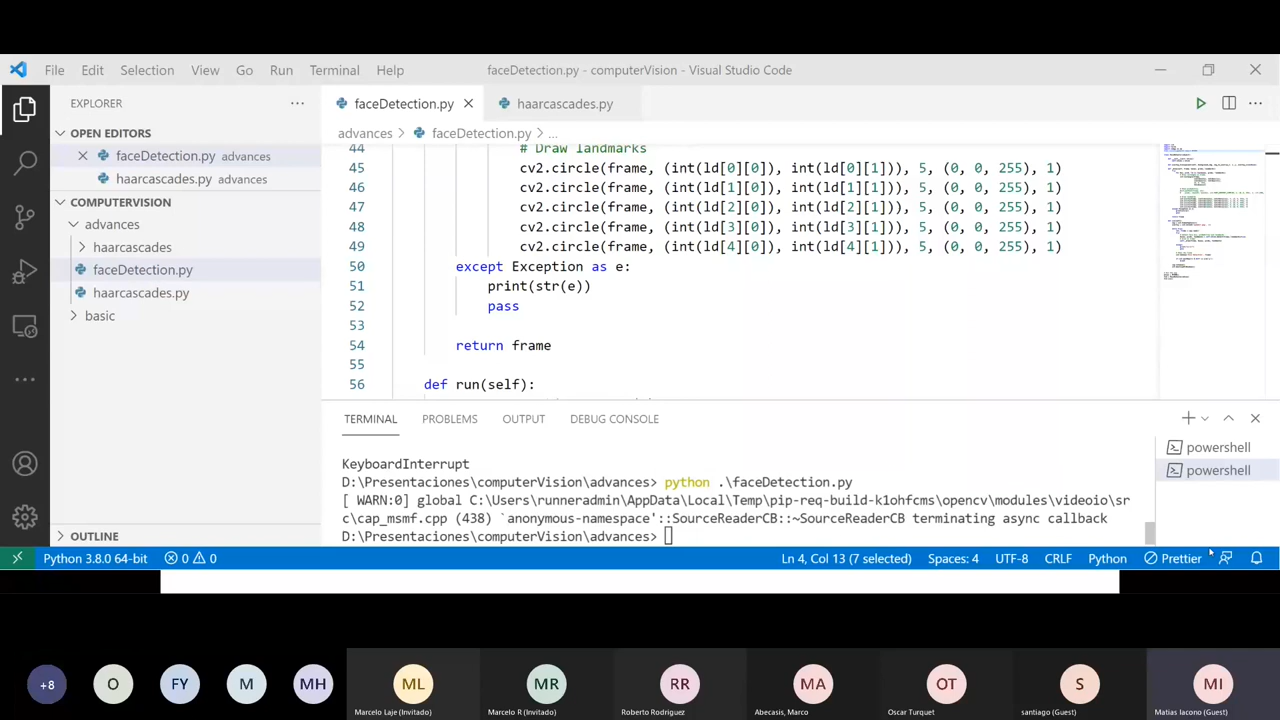 File Edit Selection View Go Run Terminal Help faceDetection.py - computerVision - Visual Studio Code
EXPLORER
OPEN EDITORS
faceDetection.py advances
haarcascades.py advances
COMPUTERVISION
advances
haarcascades
faceDetection.py
haarcascades.py
basic
OUTLINE
faceDetection.py haarcascades.py
advances > faceDetection.py > ...
44 # Draw landmarks
45 cv2.circle(frame, (int(ld[0][0]), int(ld[0][1])), 5, (0, 0, 255), 1)
46 cv2.circle(frame, (int(ld[1][0]), int(ld[1][1])), 5, (0, 0, 255), 1)
47 cv2.circle(frame, (int(ld[2][0]), int(ld[2][1])), 5, (0, 0, 255), 1)
48 cv2.circle(frame, (int(ld[3][0]), int(ld[3][1])), 5, (0, 0, 255), 1)
49 cv2.circle(frame, (int(ld[4][0]), int(ld[4][1])), 5, (0, 0, 255), 1)
50 except Exception as e:
51 print(str(e))
52 pass
53
54 return frame
55
56 def run(self):
TERMINAL PROBLEMS OUTPUT DEBUG CONSOLE
KeyboardInterrupt
D:\Presentaciones\computerVision\advances> python .\faceDetection.py
[ WARN:0] global C:\Users\runneradmin\AppData\Local\Temp\pip-req-build-k1ohfcms\opencv\modules\videoio\sr
c\cap_msmf.cpp (438) `anonymous-namespace'::SourceReaderCB::~SourceReaderCB terminating async callback
D:\Presentaciones\computerVision\advances>
powershell
powershell
Python 3.8.0 64-bit 0 0 Ln 4, Col 13 (7 selected) Spaces: 4 UTF-8 CRLF Python Prettier
+8 O FY M MH ML MR RR MA OT S MI
Marcelo Laje (Invitado) Marcelo R (Invitado) Roberto Rodriguez Abecasis, Marco Oscar Turquet santiago (Guest) Matias Iacono (Guest)